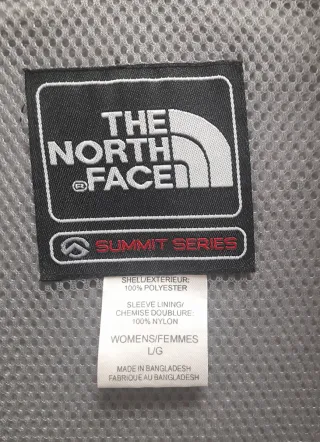 THE
NORTH
®FACE
SUMMIT SERIES
SHELL/EXTERIEUR:
100% POLYESTER
SLEEVE LINING/
CHEMISE DOUBLURE:
100% NYLON
WOMENS/FEMMES
L/G
MADE IN BANGLADESH
FABRIQUE AU BANGLADESH